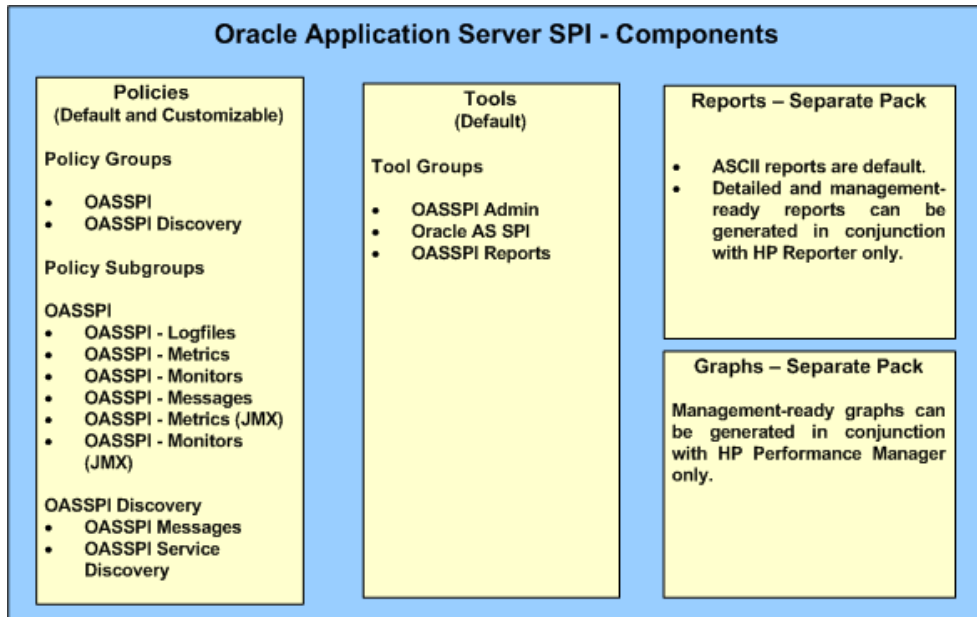 Oracle Application Server SPI - Components
Policies
(Default and Customizable)
Policy Groups
• OASSPI
• OASSPI Discovery
Policy Subgroups
OASSPI
• OASSPI - Logfiles
• OASSPI - Metrics
• OASSPI - Monitors
• OASSPI - Messages
• OASSPI - Metrics (JMX)
• OASSPI - Monitors
(JMX)
OASSPI Discovery
• OASSPI Messages
• OASSPI Service
Discovery
Tools
(Default)
Tool Groups
• OASSPI Admin
• Oracle AS SPI
• OASSPI Reports
Reports – Separate Pack
• ASCII reports are default.
• Detailed and management-
ready reports can be
generated in conjunction
with HP Reporter only.
Graphs – Separate Pack
Management-ready graphs can
be generated in conjunction
with HP Performance Manager
only.